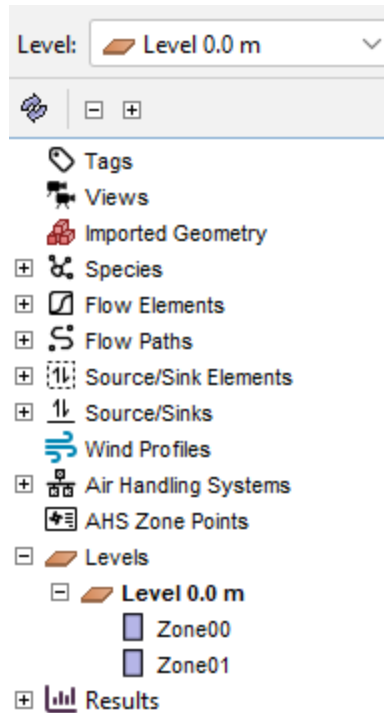 Level: Level 0.0 m
Tags
Views
Imported Geometry
Species
Flow Elements
Flow Paths
Source/Sink Elements
Source/Sinks
Wind Profiles
Air Handling Systems
AHS Zone Points
Levels
Level 0.0 m
Zone00
Zone01
Results